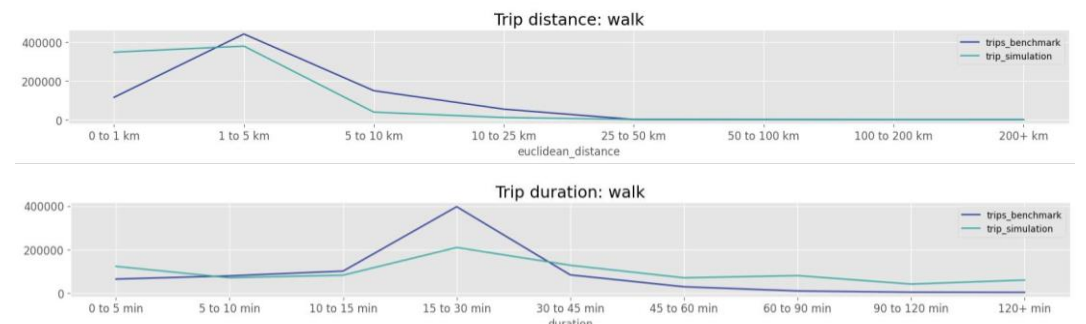 Trip distance: walk
400000
200000
0
trips_benchmark
trip_simulation
0 to 1 km 1 to 5 km 5 to 10 km 10 to 25 km 25 to 50 km 50 to 100 km 100 to 200 km 200+ km
euclidean_distance
Trip duration: walk
400000
200000
0
trips_benchmark
trip_simulation
0 to 5 min 5 to 10 min 10 to 15 min 15 to 30 min 30 to 45 min 45 to 60 min 60 to 90 min 90 to 120 min 120+ min
duration